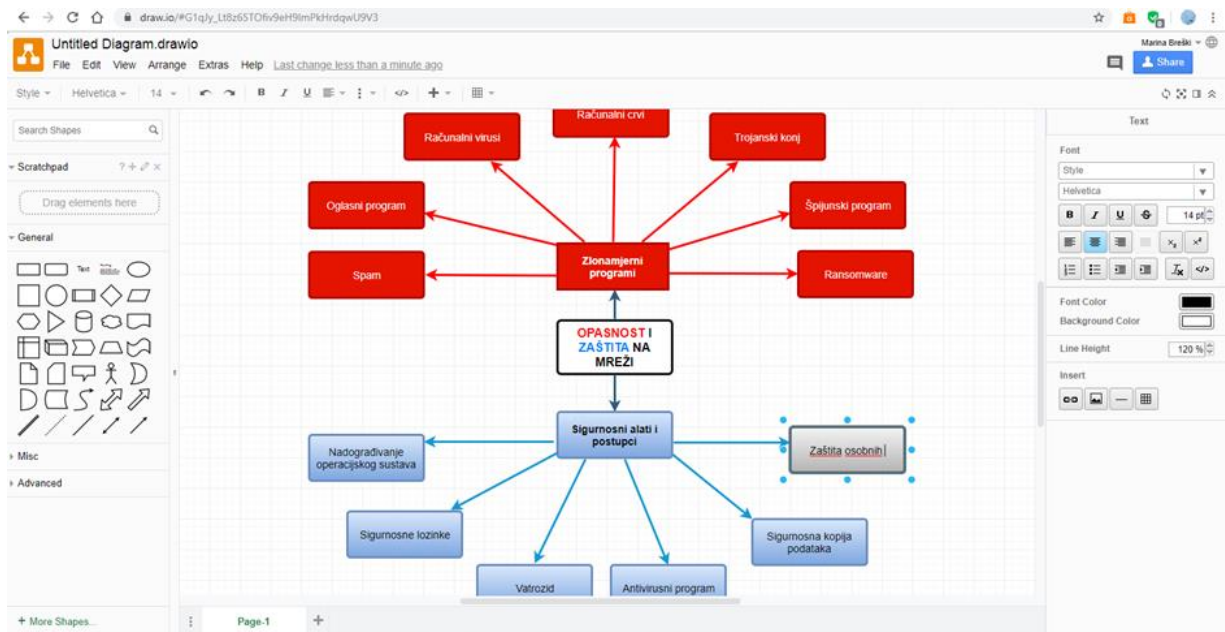 draw.io/#G1qJy_Lt8z65TOfiv9eH9ImPkHrdqwU9V3
Untitled Diagram.drawio
Marina Breški
File Edit View Arrange Extras Help Last change less than a minute ago
Share
Style Helvetica 14 B I U
Search Shapes
Scratchpad
Drag elements here
General
Text
Misc
Advanced
+ More Shapes...
Računalni crvi
Računalni virusi
Trojanski konj
Oglasni program
Špijunski program
Zlonamjerni
programi
Spam
Ransomware
OPASNOST I
ZAŠTITA NA
MREŽI
Sigurnosni alati i
postupci
Nadograđivanje
operacijskog sustava
Zaštita osobnih
Sigurnosne lozinke
Sigurnosna kopija
podataka
Vatrozid
Antivirusni program
Page-1
Text
Font
Style
Helvetica
B I U S 14 pt
Font Color
Background Color
Line Height 120 %
Insert